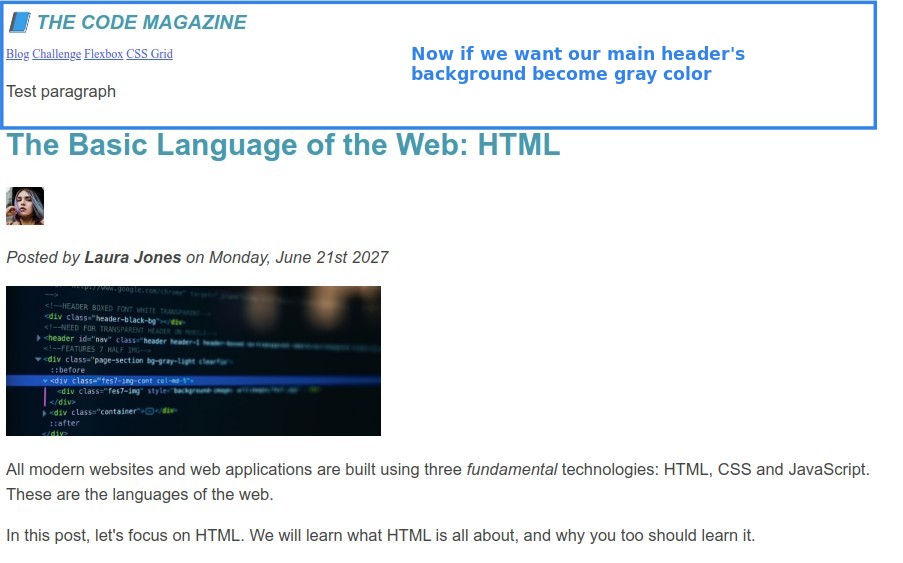 📘 THE CODE MAGAZINE
Blog Challenge Flexbox CSS Grid
Now if we want our main header's
background become gray color
Test paragraph
The Basic Language of the Web: HTML
Posted by Laura Jones on Monday, June 21st 2027
-->
<!--HEADER BOXED FONT WHITE TRANSPARENT-->
<div class="header-black-bg"></div>
<!--NEED FOR TRANSPARENT HEADER ON MOBILE-->
<header id="nav" class="header header-1 header-boxed
<!--FEATURES 7 HALF IMG-->
<div class="page-section bg-gray-light clearfix">
::before
<div class="fes7-img-cont col-md-5">
<div class="fes7-img" style="background-image:
</div>
<div class="container"></div>
::after
</div>
All modern websites and web applications are built using three fundamental technologies: HTML, CSS and JavaScript.
These are the languages of the web.
In this post, let's focus on HTML. We will learn what HTML is all about, and why you too should learn it.